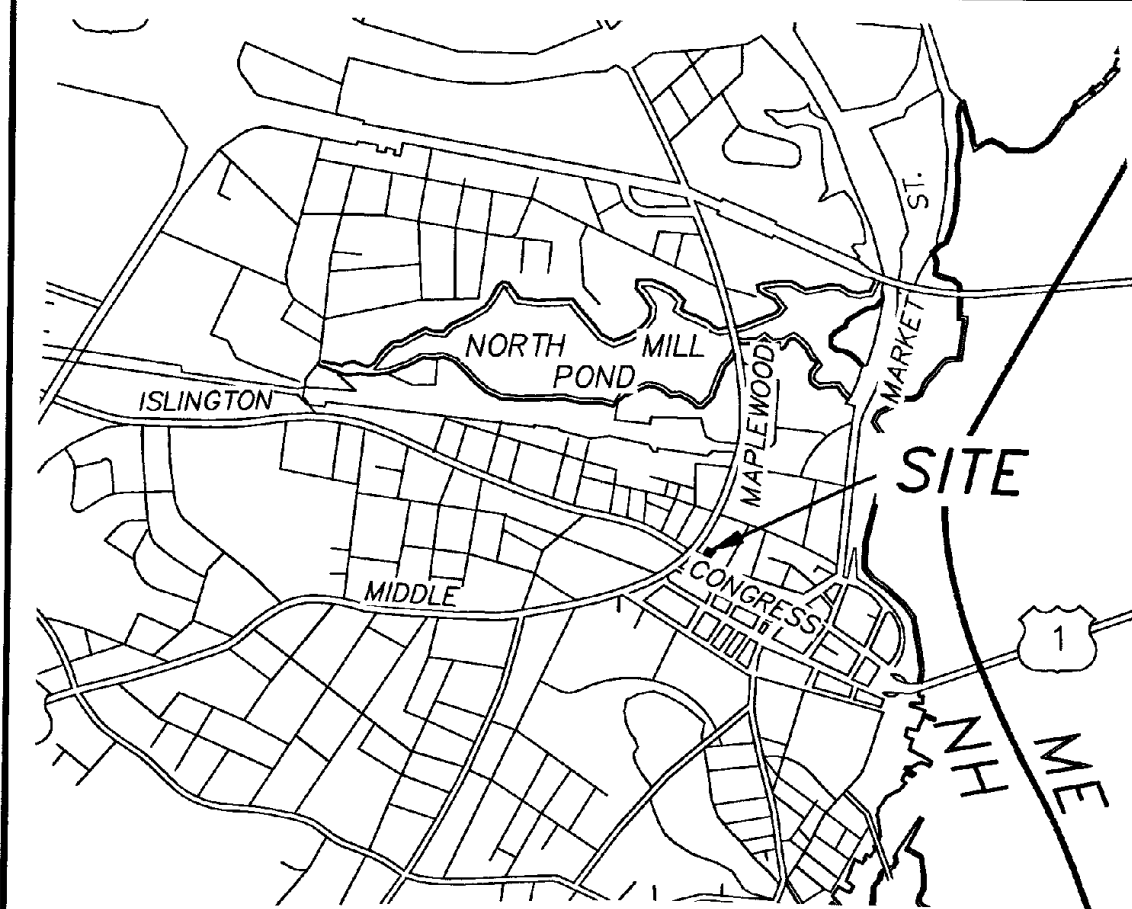 ST.
NORTH MILL
POND
MARKET
MAPLEWOOD
ISLINGTON
SITE
CONGRESS
MIDDLE
1
NH
ME